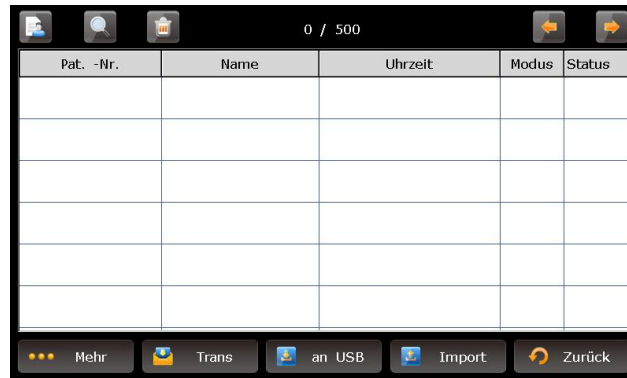 0 / 500
Pat. -Nr. Name Uhrzeit Modus Status
Mehr Trans an USB Import Zurück